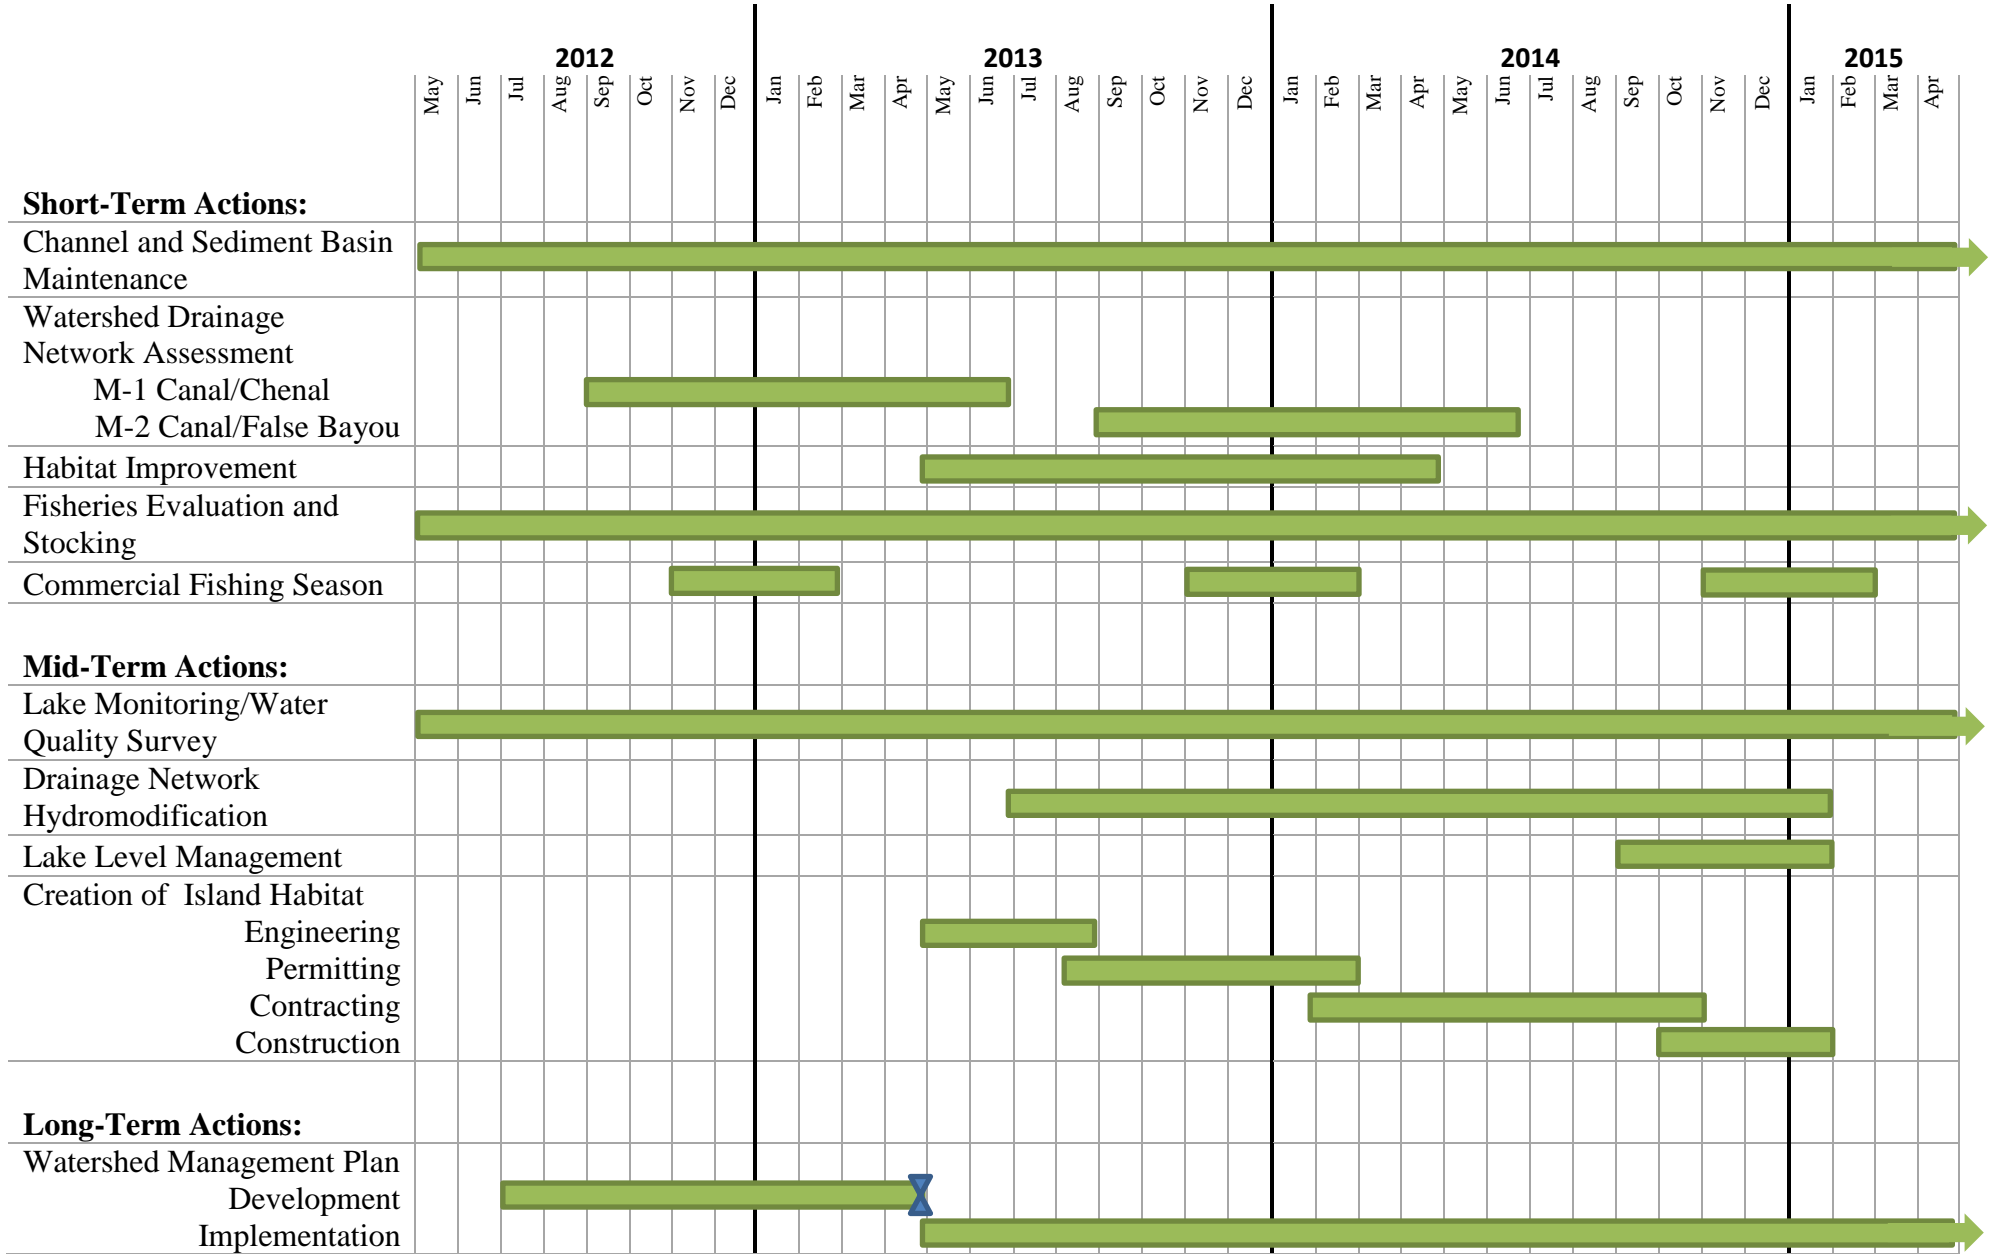 2012 2013 2014 2015
May Jun Jul Aug Sep Oct Nov Dec Jan Feb Mar Apr May Jun Jul Aug Sep Oct Nov Dec Jan Feb Mar Apr May Jun Jul Aug Sep Oct Nov Dec Jan Feb Mar Apr
Short-Term Actions:
Channel and Sediment Basin
Maintenance
Watershed Drainage
Network Assessment
M-1 Canal/Chenal
M-2 Canal/False Bayou
Habitat Improvement
Fisheries Evaluation and
Stocking
Commercial Fishing Season
Mid-Term Actions:
Lake Monitoring/Water
Quality Survey
Drainage Network
Hydromodification
Lake Level Management
Creation of Island Habitat
Engineering
Permitting
Contracting
Construction
Long-Term Actions:
Watershed Management Plan
Development
Implementation